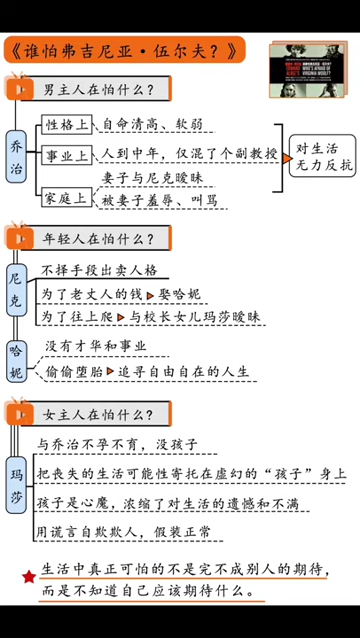 《谁怕弗吉尼亚·伍尔夫？》
WHO'S AFRAID OF
VIRGINIA WOOLF?
男主人在怕什么？
乔治
性格上
自命清高、软弱
事业上
人到中年，仅混了个副教授
家庭上
妻子与尼克暧昧
被妻子羞辱、叫骂
对生活
无力反抗
年轻人在怕什么？
尼克
不择手段出卖人格
为了老丈人的钱▶娶哈妮
为了往上爬▶与校长女儿玛莎暧昧
哈妮
没有才华和事业
偷偷堕胎▶追寻自由自在的人生
女主人在怕什么？
玛莎
与乔治不孕不育，没孩子
把丧失的生活可能性寄托在虚幻的“孩子”身上
孩子是心魔，浓缩了对生活的遗憾和不满
用谎言自欺欺人，假装正常
★生活中真正可怕的不是完不成别人的期待，
而是不知道自己应该期待什么。